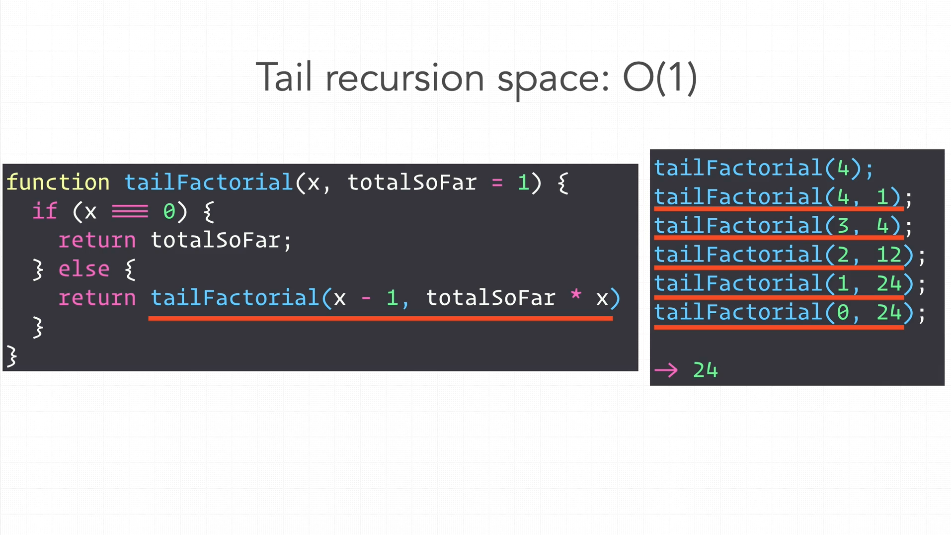 Tail recursion space: O(1)
function tailFactorial(x, totalSoFar = 1) {
if (x === 0) {
return totalSoFar;
} else {
return tailFactorial(x - 1, totalSoFar * x)
}
}
tailFactorial(4);
tailFactorial(4, 1);
tailFactorial(3, 4);
tailFactorial(2, 12);
tailFactorial(1, 24);
tailFactorial(0, 24);
→ 24